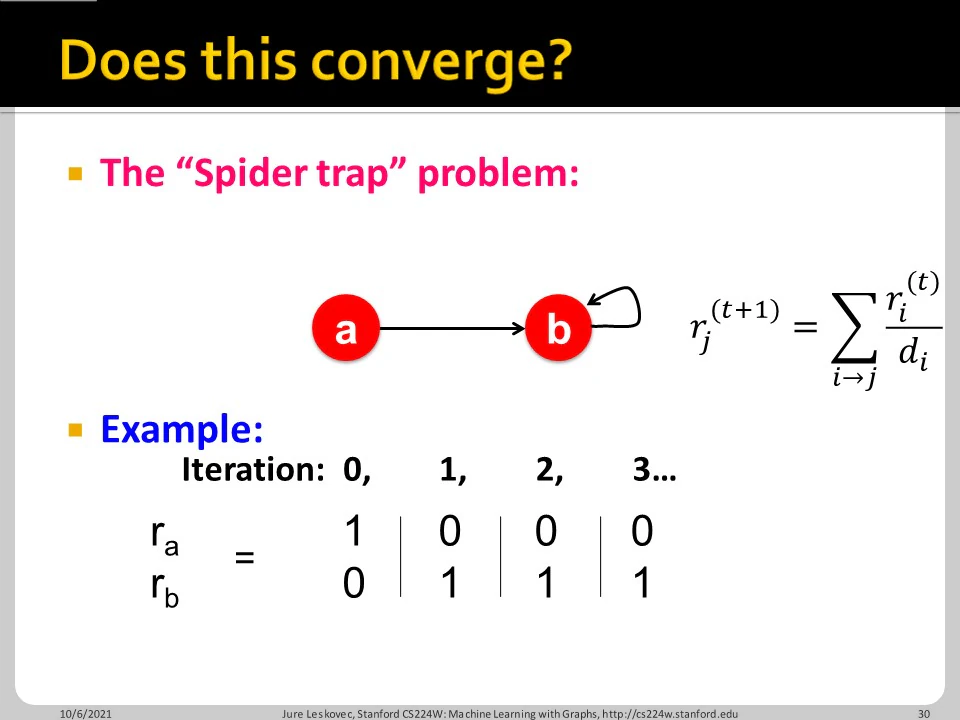 Does this converge?
The “Spider trap” problem:
a
b
r_j^(t+1) = ∑_{i→j} r_i^(t) / d_i
Example:
Iteration: 0, 1, 2, 3…
r_a = 1 0 0 0
r_b 0 1 1 1
10/6/2021 Jure Leskovec, Stanford CS224W: Machine Learning with Graphs, http://cs224w.stanford.edu 30